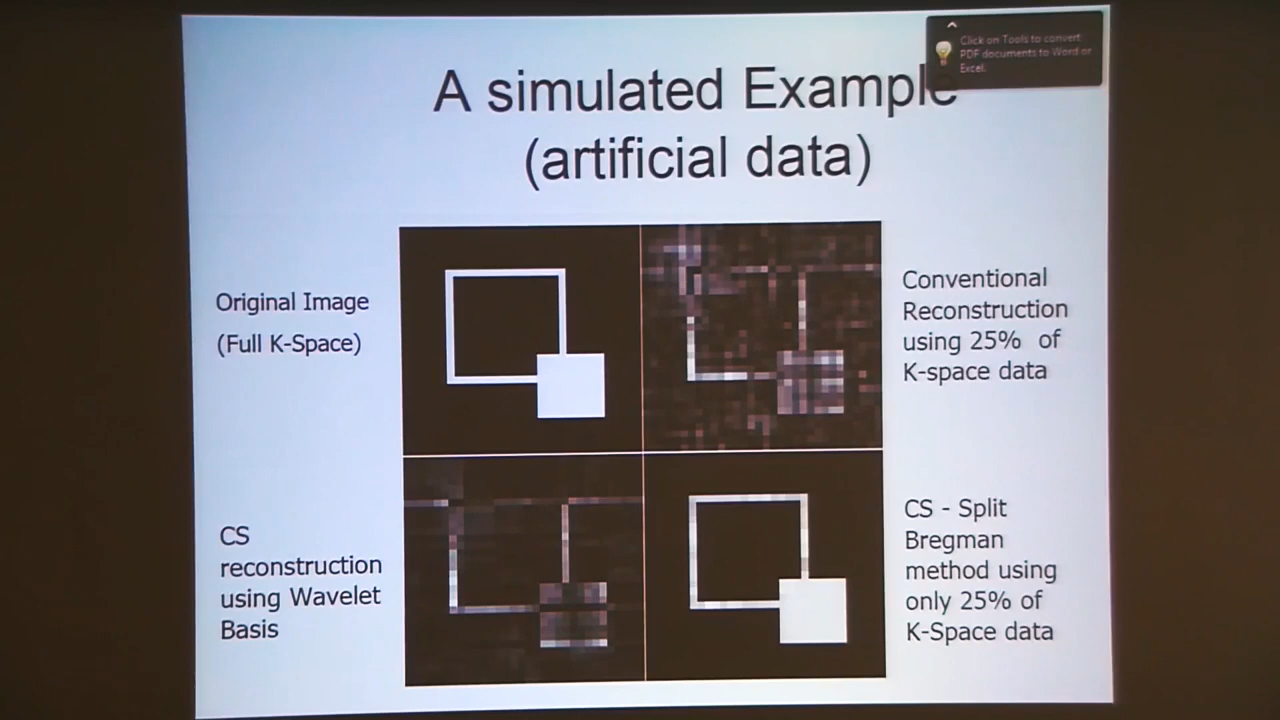 Click on Tools to convert
PDF documents to Word or
Excel.
A simulated Example
(artificial data)
Original Image
(Full K-Space)
Conventional
Reconstruction
using 25% of
K-space data
CS
reconstruction
using Wavelet
Basis
CS - Split
Bregman
method using
only 25% of
K-Space data